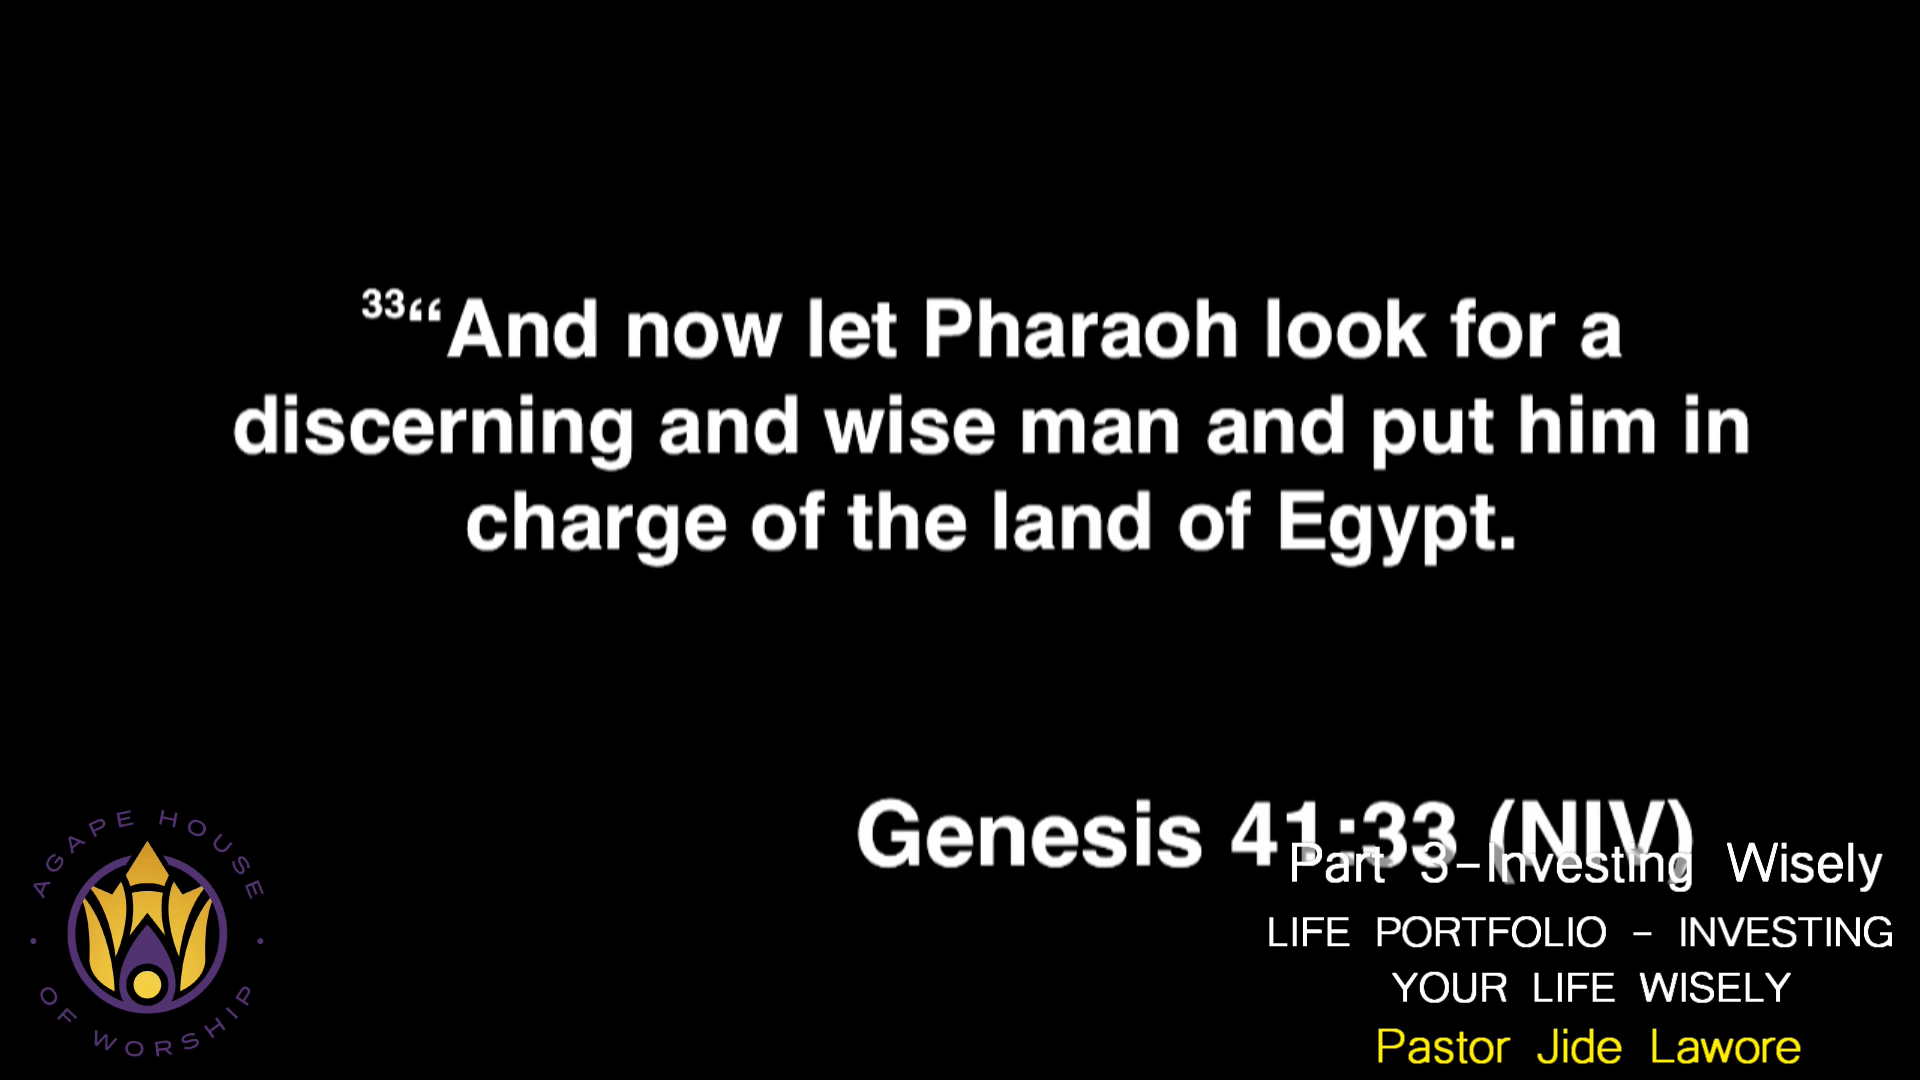 33“And now let Pharaoh look for a
discerning and wise man and put him in
charge of the land of Egypt.
Genesis 41:33 (NIV)
Part 3-Investing Wisely
LIFE PORTFOLIO - INVESTING
YOUR LIFE WISELY
Pastor Jide Lawore
AGAPE HOUSE
OF WORSHIP